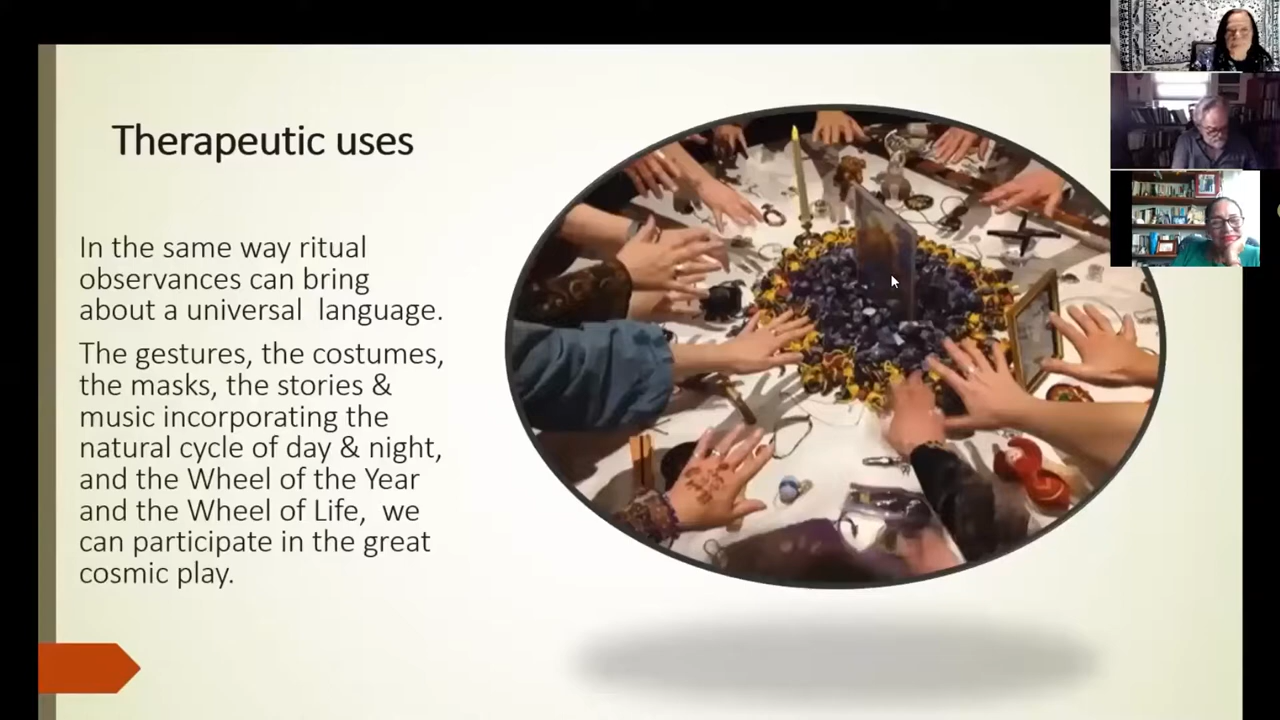 Therapeutic uses
In the same way ritual
observances can bring
about a universal  language.
The gestures, the costumes,
the masks, the stories &
music incorporating the
natural cycle of day & night,
and the Wheel of the Year
and the Wheel of Life,  we
can participate in the great
cosmic play.